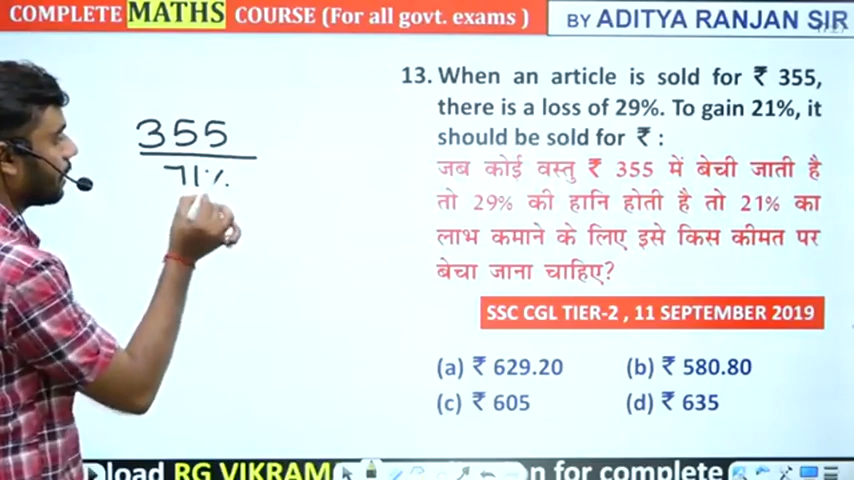 COMPLETE MATHS COURSE (For all govt. exams )
BY ADITYA RANJAN SIR
355
71%
13. When an article is sold for ₹ 355,
there is a loss of 29%. To gain 21%, it
should be sold for ₹ :
जब कोई वस्तु ₹ 355 में बेची जाती है
तो 29% की हानि होती है तो 21% का
लाभ कमाने के लिए इसे किस कीमत पर
बेचा जाना चाहिए?
SSC CGL TIER-2 , 11 SEPTEMBER 2019
(a) ₹ 629.20 (b) ₹ 580.80
(c) ₹ 605 (d) ₹ 635
load RG VIKRAM n for complete